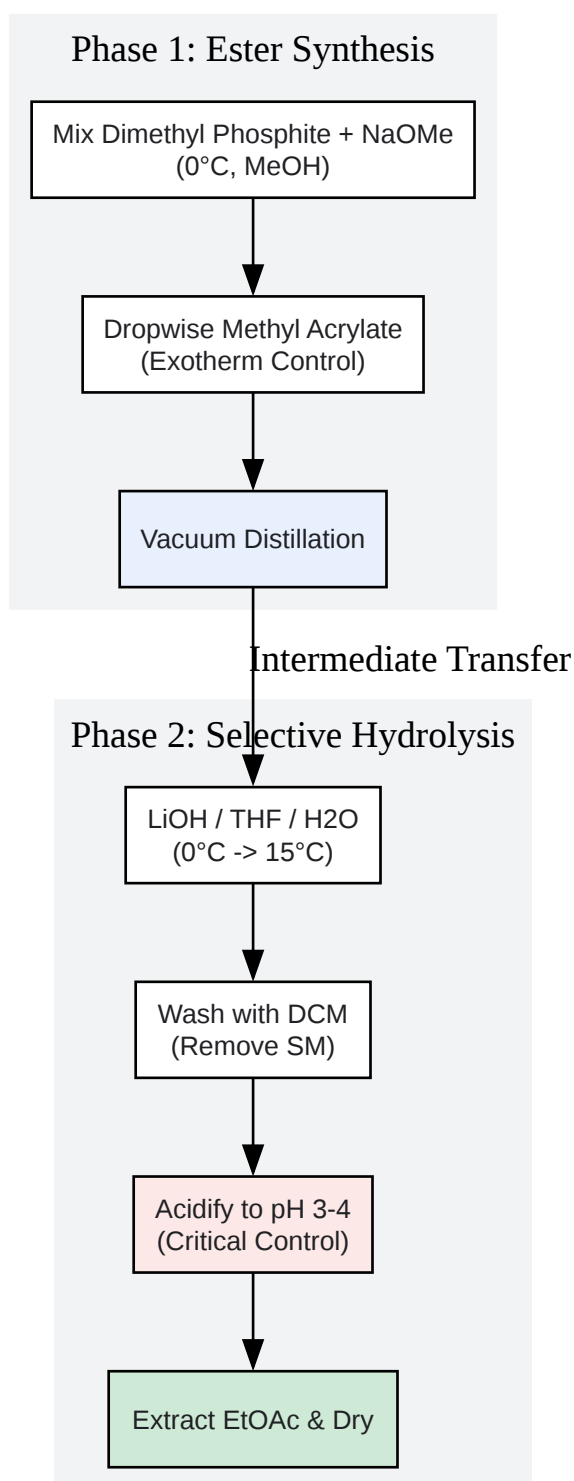 Phase 1: Ester Synthesis
Mix Dimethyl Phosphite + NaOMe
(0°C, MeOH)
Dropwise Methyl Acrylate
(Exotherm Control)
Vacuum Distillation
Intermediate Transfer
Phase 2: Selective Hydrolysis
LiOH / THF / H2O
(0°C -> 15°C)
Wash with DCM
(Remove SM)
Acidify to pH 3-4
(Critical Control)
Extract EtOAc & Dry